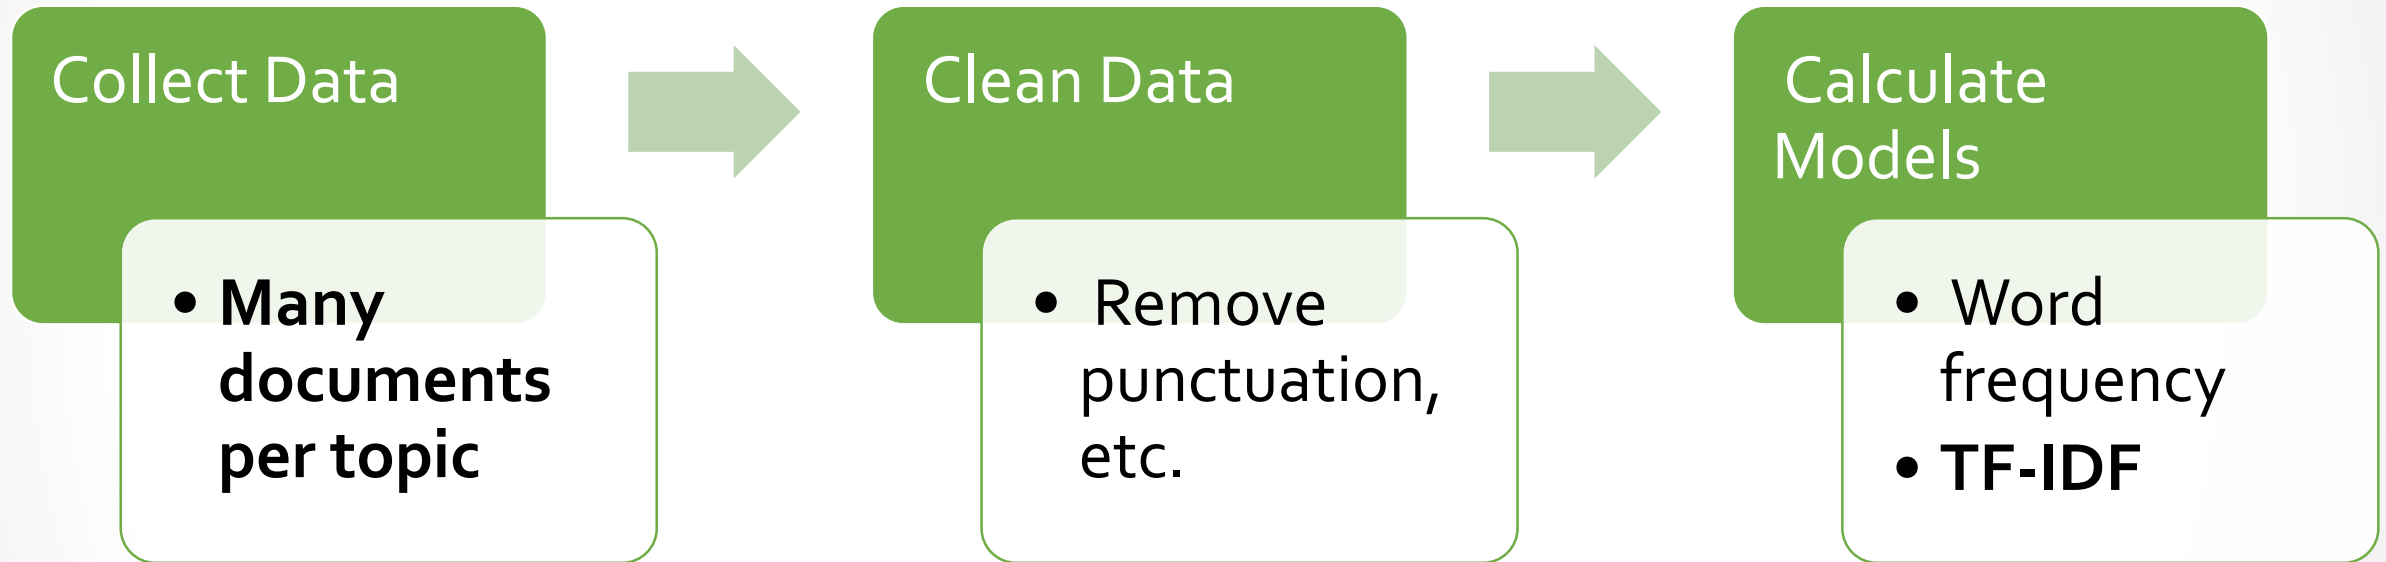 Collect Data
• Many
documents
per topic
Clean Data
• Remove
punctuation,
etc.
Calculate
Models
• Word
frequency
• TF-IDF